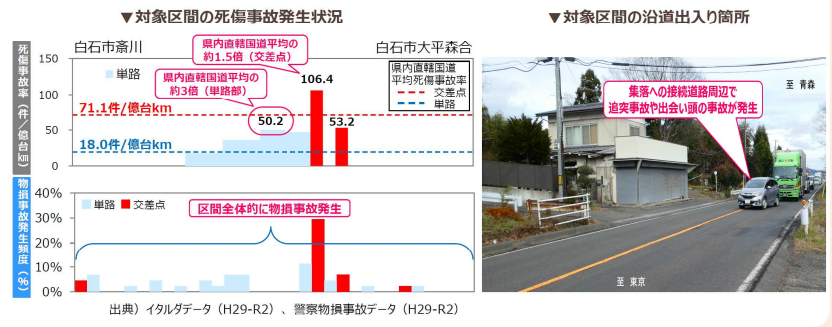 ▼対象区間の死傷事故発生状況
白石市斎川
白石市大平森合
死傷事故率(件/億台km)
150
100
50
0
単路
県内直轄国道平均の
約1.5倍(交差点)
県内直轄国道平均の
約3倍(単路部)
県内直轄国道
平均死傷事故率
交差点
単路
71.1件/億台km
18.0件/億台km
50.2
106.4
53.2
物損事故発生頻度(%)
40%
30%
20%
10%
0%
単路
交差点
区間全体的に物損事故発生
出典)イタルダデータ(H29-R2)、警察物損事故データ(H29-R2)
▼対象区間の沿道出入り箇所
集落への接続道路周辺で
追突事故や出会い頭の事故が発生
至 青森
至 東京